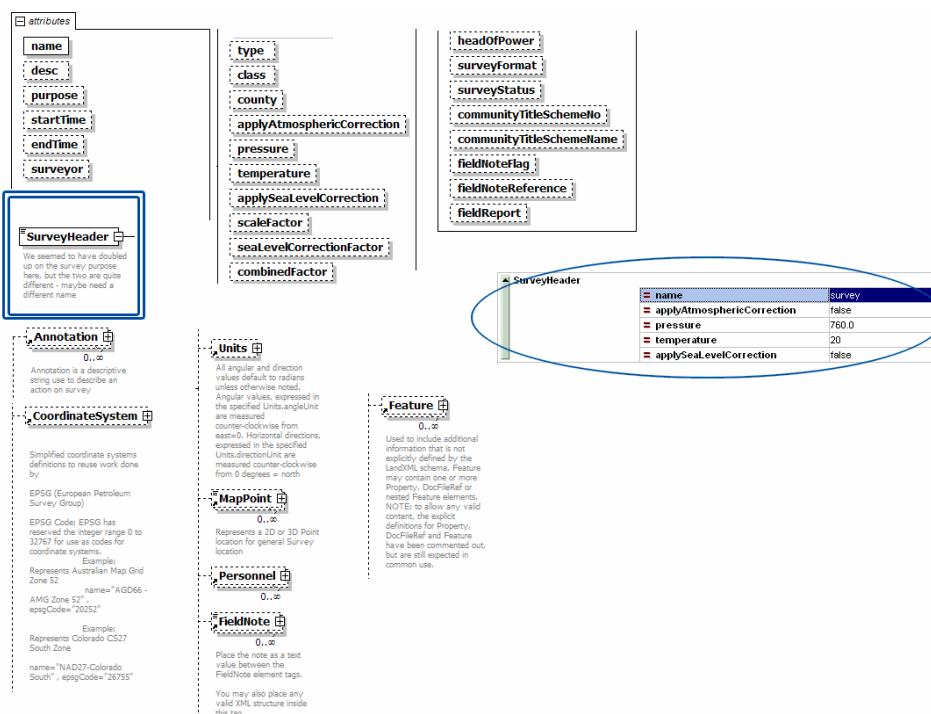 attributes
name
desc
purpose
startTime
endTime
surveyor
SurveyHeader
We seemed to have doubled
up on the survey purpose
here, but the two are quite
different - maybe need a
different name
type
class
county
applyAtmosphericCorrection
pressure
temperature
applySeaLevelCorrection
scaleFactor
seaLevelCorrectionFactor
combinedFactor
headOfPower
surveyFormat
surveyStatus
communityTitleSchemeNo
communityTitleSchemeName
fieldNoteFlag
fieldNoteReference
fieldReport
SurveyHeader
= name survey
= applyAtmosphericCorrection false
= pressure 760.0
= temperature 20
= applySeaLevelCorrection false
Annotation
0..∞
Annotation is a descriptive
string use to describe an
action on survey
CoordinateSystem
Simplified coordinate systems
definitions to reuse work done
by
EPSG (European Petroleum
Survey Group)
EPSG Code: EPSG has
reserved the integer range 0 to
32767 for use as codes for
coordinate systems.
Example:
Represents Australian Map Grid
Zone 52
name="AGD66 -
AMG Zone 52" ,
epsgCode="20252"
Example:
Represents Colorado CS27
South Zone
name="NAD27-Colorado
South" , epsgCode="26755"
Units
All angular and direction
values default to radians
unless otherwise noted.
Angular values, expressed in
the specified Units.angleUnit
are measured
counter-clockwise from
east=0. Horizontal directions,
expressed in the specified
Units.directionUnit are
measured counter-clockwise
from 0 degrees = north
MapPoint
0..∞
Represents a 2D or 3D Point
location for general Survey
location
Personnel
0..∞
FieldNote
0..∞
Place the note as a text
value between the
FieldNote element tags.
You may also place any
valid XML structure inside
this tag
Feature
0..∞
Used to include additional
information that is not
explicitly defined by the
LandXML schema, Feature
may contain one or more
Property, DocFileRef or
nested Feature elements.
NOTE: to allow any valid
content, the explicit
definitions for Property,
DocFileRef and Feature
have been commented out,
but are still expected in
common use.